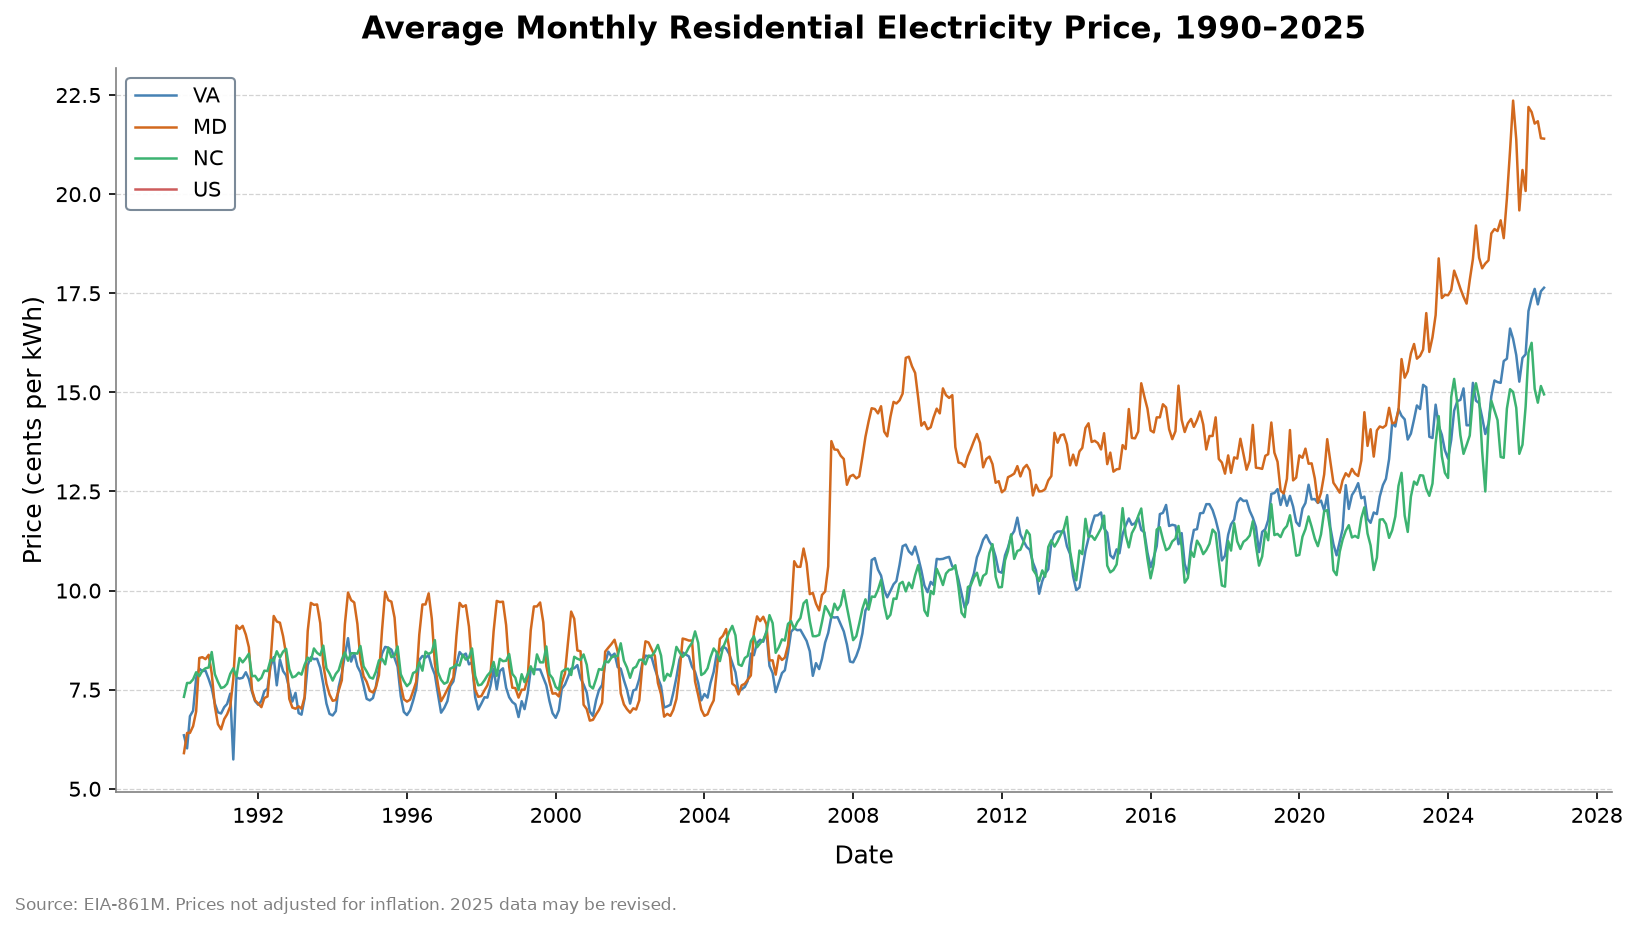 Average Monthly Residential Electricity Price, 1990–2025
VA
MD
NC
US
Price (cents per kWh)
22.5
20.0
17.5
15.0
12.5
10.0
7.5
5.0
1992 1996 2000 2004 2008 2012 2016 2020 2024 2028
Date
Source: EIA-861M. Prices not adjusted for inflation. 2025 data may be revised.